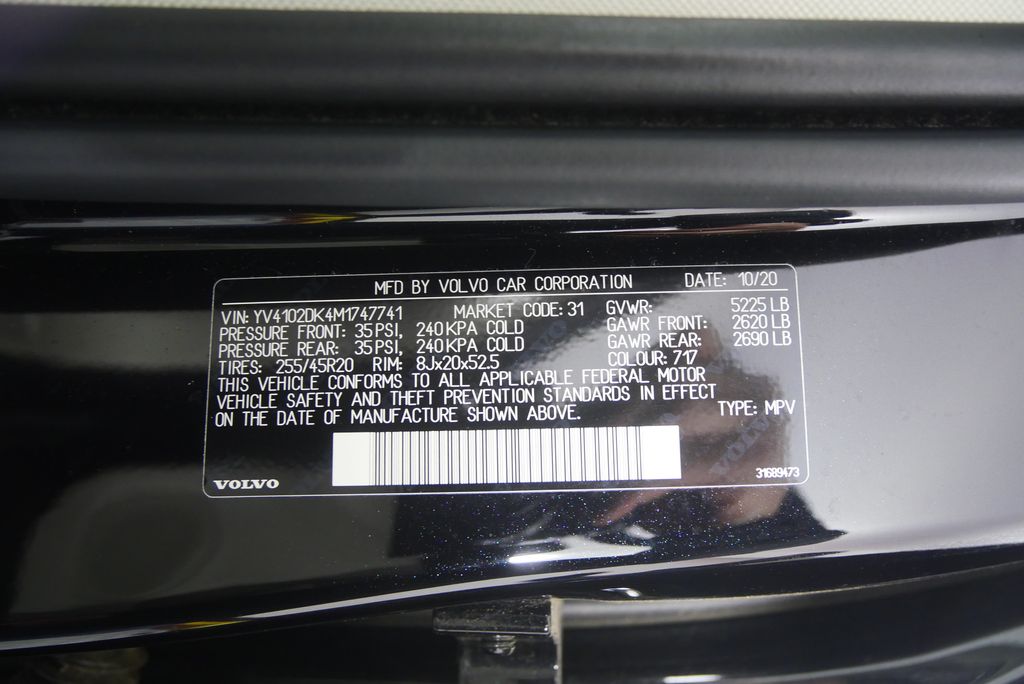 MFD BY VOLVO CAR CORPORATION DATE: 10/20
VIN: YV4102DK4M1747741 MARKET CODE: 31 GVWR: 5225 LB
PRESSURE FRONT: 35 PSI, 240 KPA COLD GAWR FRONT: 2620 LB
PRESSURE REAR: 35 PSI, 240 KPA COLD GAWR REAR: 2690 LB
TIRES: 255/45R20 RIM: 8Jx20x52.5 COLOUR: 717
THIS VEHICLE CONFORMS TO ALL APPLICABLE FEDERAL MOTOR
VEHICLE SAFETY AND THEFT PREVENTION STANDARDS IN EFFECT
ON THE DATE OF MANUFACTURE SHOWN ABOVE. TYPE: MPV
VOLVO 31689473